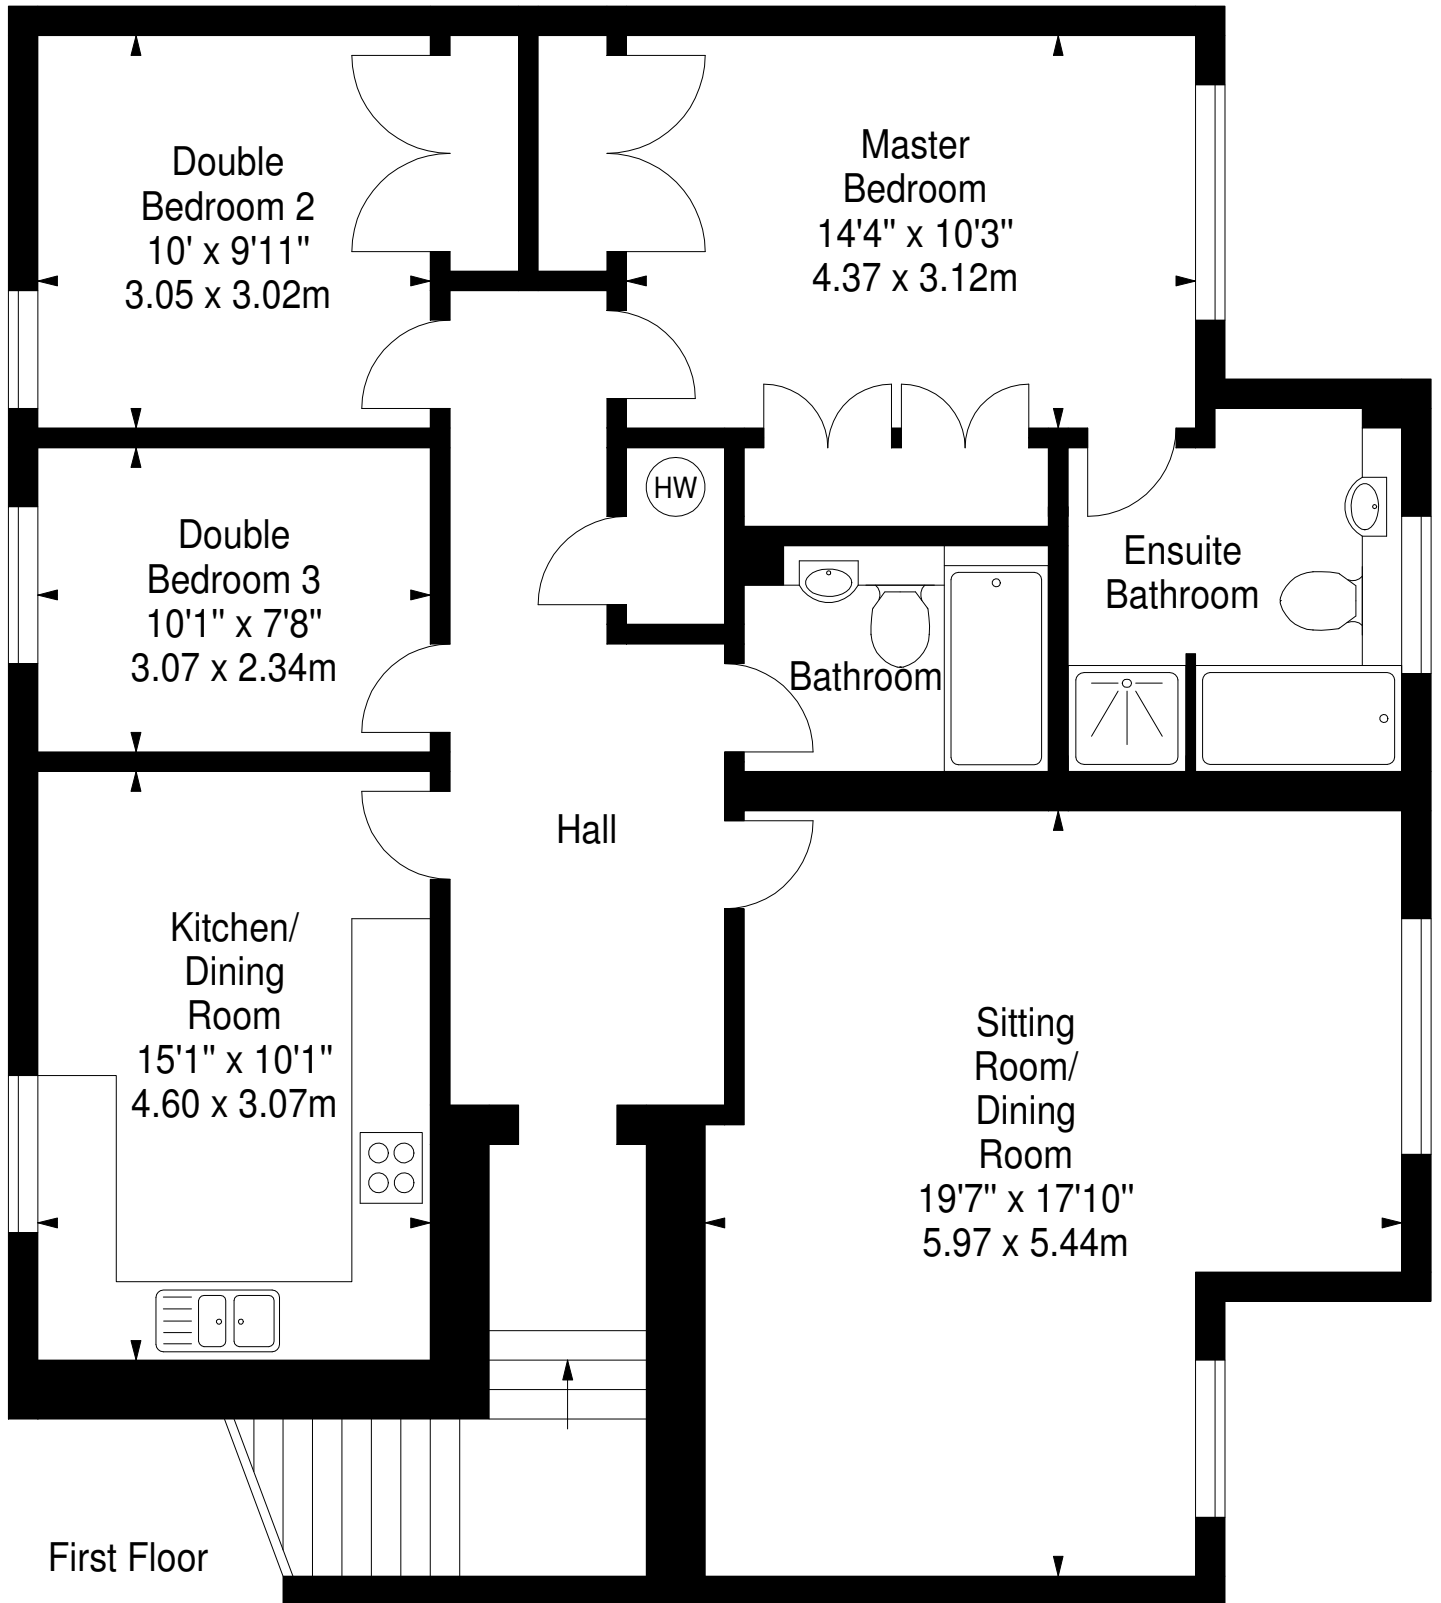 Double
Bedroom 2
10' x 9'11"
3.05 x 3.02m
Master
Bedroom
14'4" x 10'3"
4.37 x 3.12m
HW
Double
Bedroom 3
10'1" x 7'8"
3.07 x 2.34m
Ensuite
Bathroom
Bathroom
Hall
Kitchen/
Dining
Room
15'1" x 10'1"
4.60 x 3.07m
Sitting
Room/
Dining
Room
19'7" x 17'10"
5.97 x 5.44m
First Floor